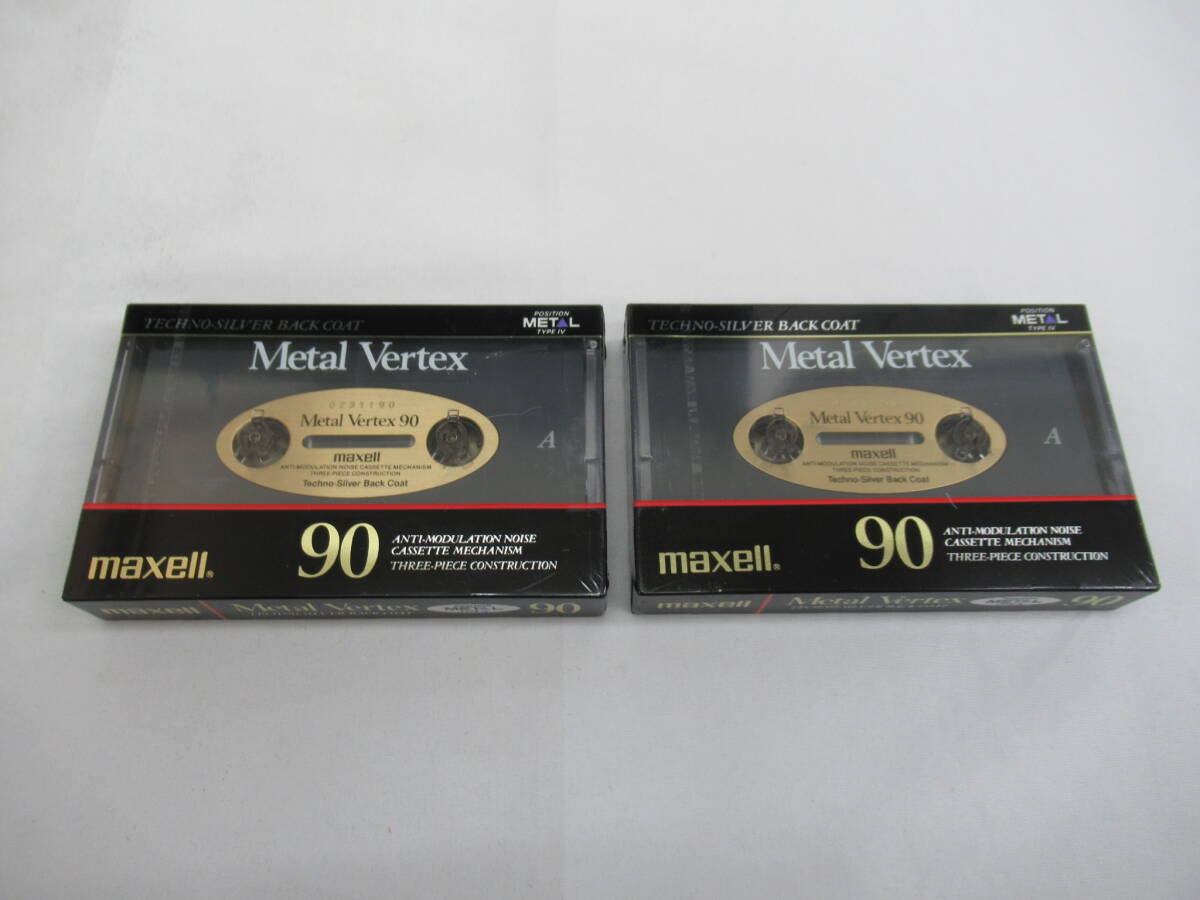 TECHNO-SILVER BACK COAT
POSITION
METAL
TYPE IV
Metal Vertex
0231190
Metal Vertex 90
A
maxell
ANTI-MODULATION NOISE CASSETTE MECHANISM
THREE-PIECE CONSTRUCTION
Techno-Silver Back Coat
maxell®
90
ANTI-MODULATION NOISE
CASSETTE MECHANISM
THREE-PIECE CONSTRUCTION
maxell
Metal Vertex
METAL
90
TECHNO-SILVER BACK COAT
POSITION
METAL
TYPE IV
Metal Vertex
Metal Vertex 90
A
maxell
ANTI-MODULATION NOISE CASSETTE MECHANISM
THREE-PIECE CONSTRUCTION
Techno-Silver Back Coat
maxell®
90
ANTI-MODULATION NOISE
CASSETTE MECHANISM
THREE-PIECE CONSTRUCTION
maxell
Metal Vertex
METAL
90